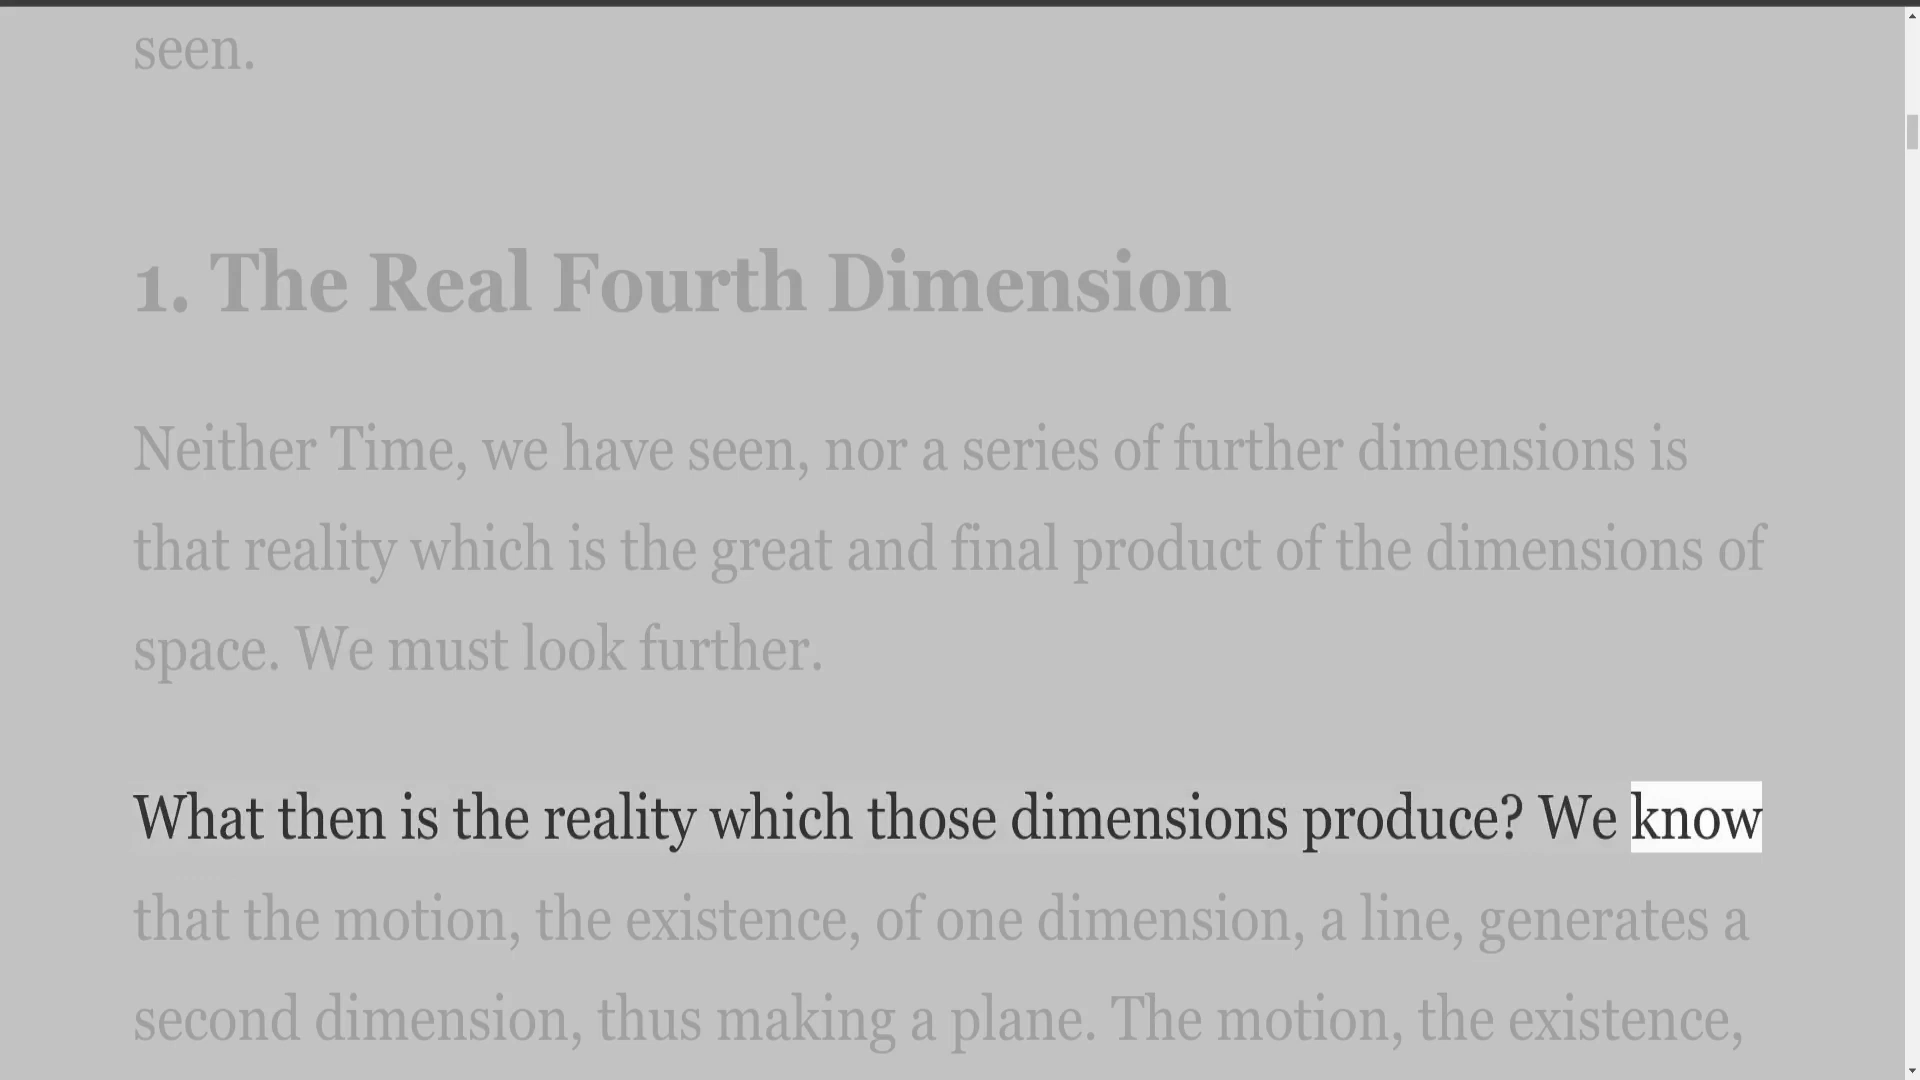 seen.
1. The Real Fourth Dimension
Neither Time, we have seen, nor a series of further dimensions is
that reality which is the great and final product of the dimensions of
space. We must look further.
What then is the reality which those dimensions produce? We know
that the motion, the existence, of one dimension, a line, generates a
second dimension, thus making a plane. The motion, the existence,